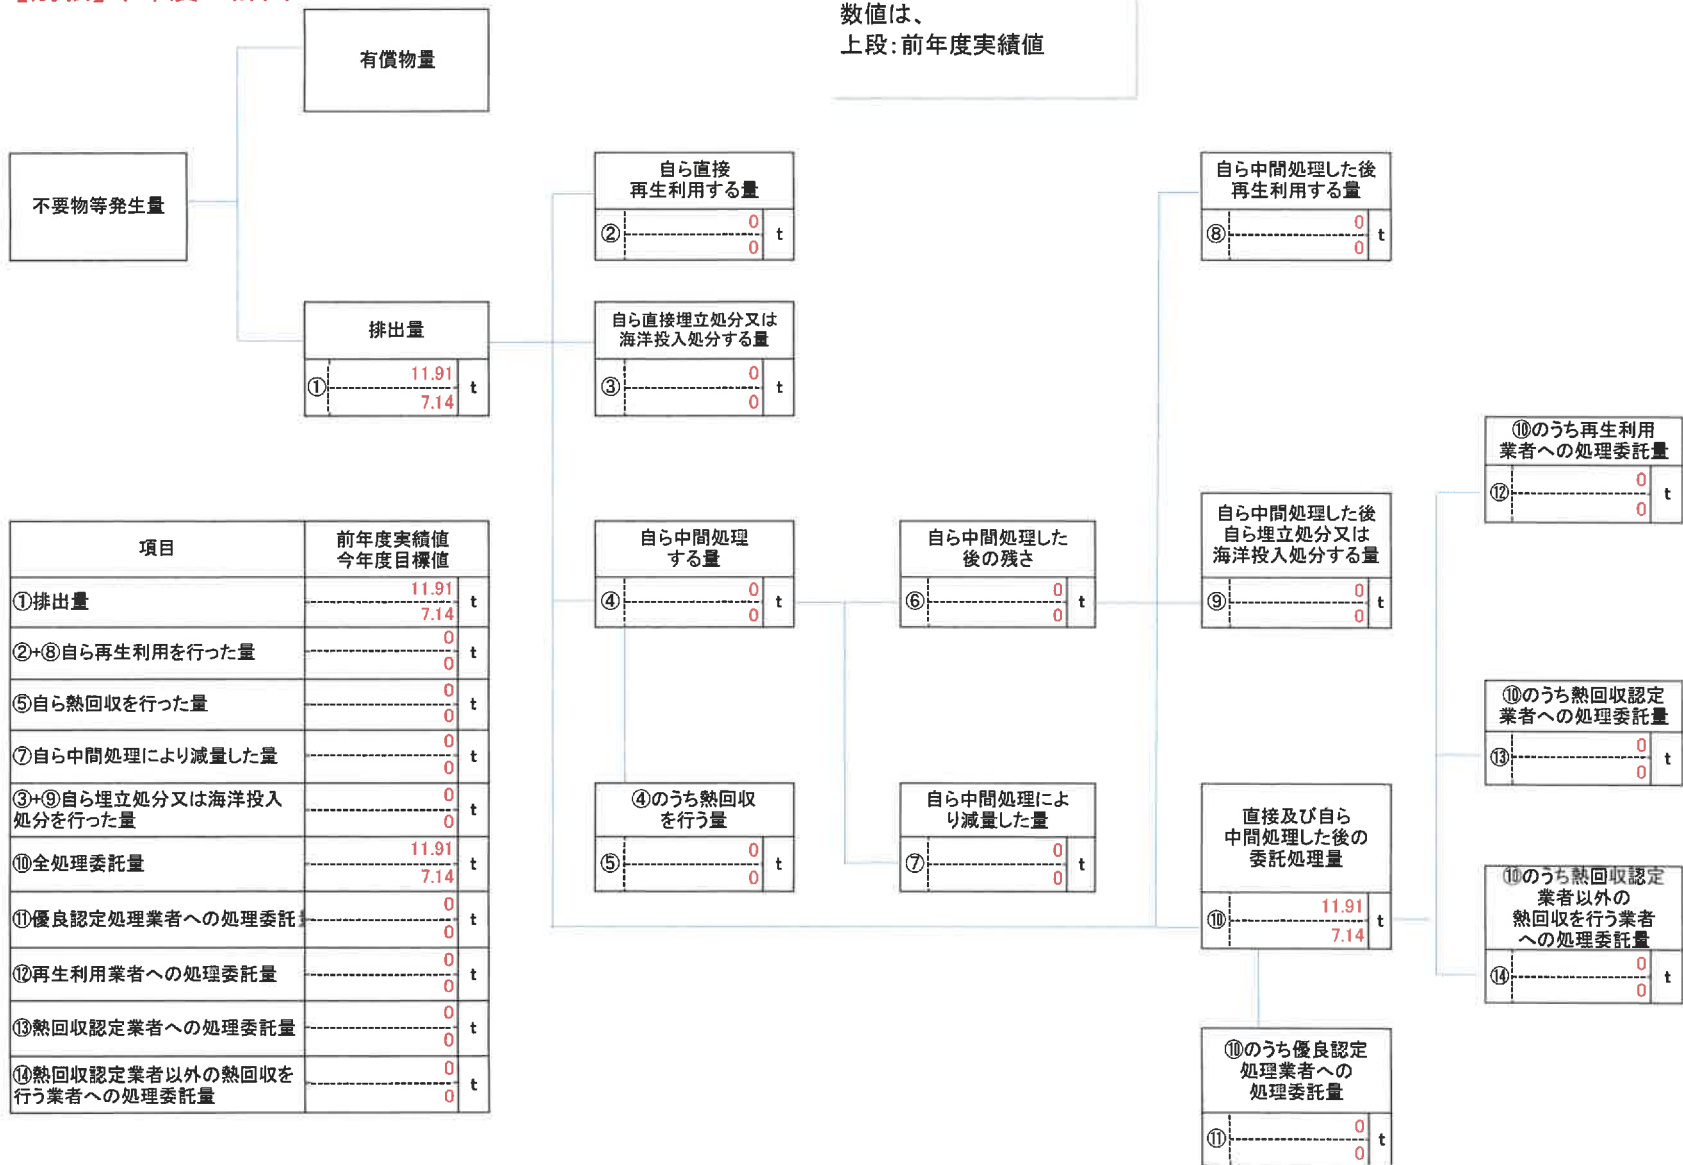 数値は、
上段:前年度実績値
有償物量
不要物等発生量
排出量
① 11.91 t
7.14
自ら直接
再生利用する量
② 0 t
0
自ら直接埋立処分又は
海洋投入処分する量
③ 0 t
0
自ら中間処理した後
再生利用する量
⑧ 0 t
0
自ら中間処理
する量
④ 0 t
0
自ら中間処理した
後の残さ
⑥ 0 t
0
自ら中間処理した後
自ら埋立処分又は
海洋投入処分する量
⑨ 0 t
0
④のうち熱回収
を行う量
⑤ 0 t
0
自ら中間処理によ
り減量した量
⑦ 0 t
0
直接及び自ら
中間処理した後の
委託処理量
⑩ 11.91 t
7.14
⑩のうち再生利用
業者への処理委託量
⑫ 0 t
0
⑩のうち熱回収認定
業者への処理委託量
⑬ 0 t
0
⑩のうち熱回収認定
業者以外の
熱回収を行う業者
への処理委託量
⑭ 0 t
0
⑩のうち優良認定
処理業者への
処理委託量
⑪ 0 t
0
項目 前年度実績値
今年度目標値
①排出量 11.91 t
7.14
②+⑧自ら再生利用を行った量 0 t
0
⑤自ら熱回収を行った量 0 t
0
⑦自ら中間処理により減量した量 0 t
0
③+⑨自ら埋立処分又は海洋投入
処分を行った量 0 t
0
⑩全処理委託量 11.91 t
7.14
⑪優良認定処理業者への処理委託 0 t
0
⑫再生利用業者への処理委託量 0 t
0
⑬熱回収認定業者への処理委託量 0 t
0
⑭熱回収認定業者以外の熱回収を
行う業者への処理委託量 0 t
0